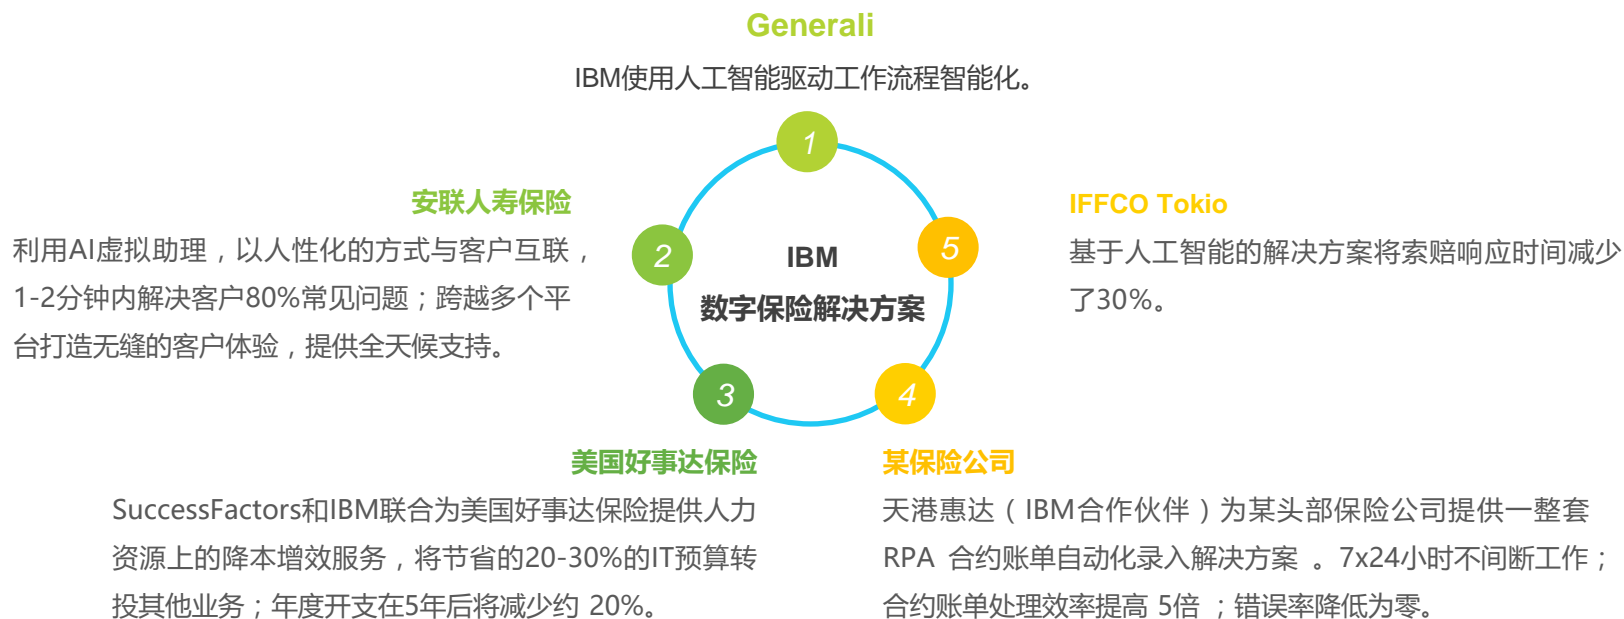 Generali
IBM使用人工智能驱动工作流程智能化。
1
安联人寿保险
利用AI虚拟助理，以人性化的方式与客户互联，
1-2分钟内解决客户80%常见问题；跨越多个平
台打造无缝的客户体验，提供全天候支持。
2
IBM
数字保险解决方案
5
IFFCO Tokio
基于人工智能的解决方案将索赔响应时间减少
了30%。
3
美国好事达保险
SuccessFactors和IBM联合为美国好事达保险提供人力
资源上的降本增效服务，将节省的20-30%的IT预算转
投其他业务；年度开支在5年后将减少约 20%。
4
某保险公司
天港惠达（IBM合作伙伴）为某头部保险公司提供一整套
RPA 合约账单自动化录入解决方案 。7x24小时不间断工作；
合约账单处理效率提高 5倍 ；错误率降低为零。